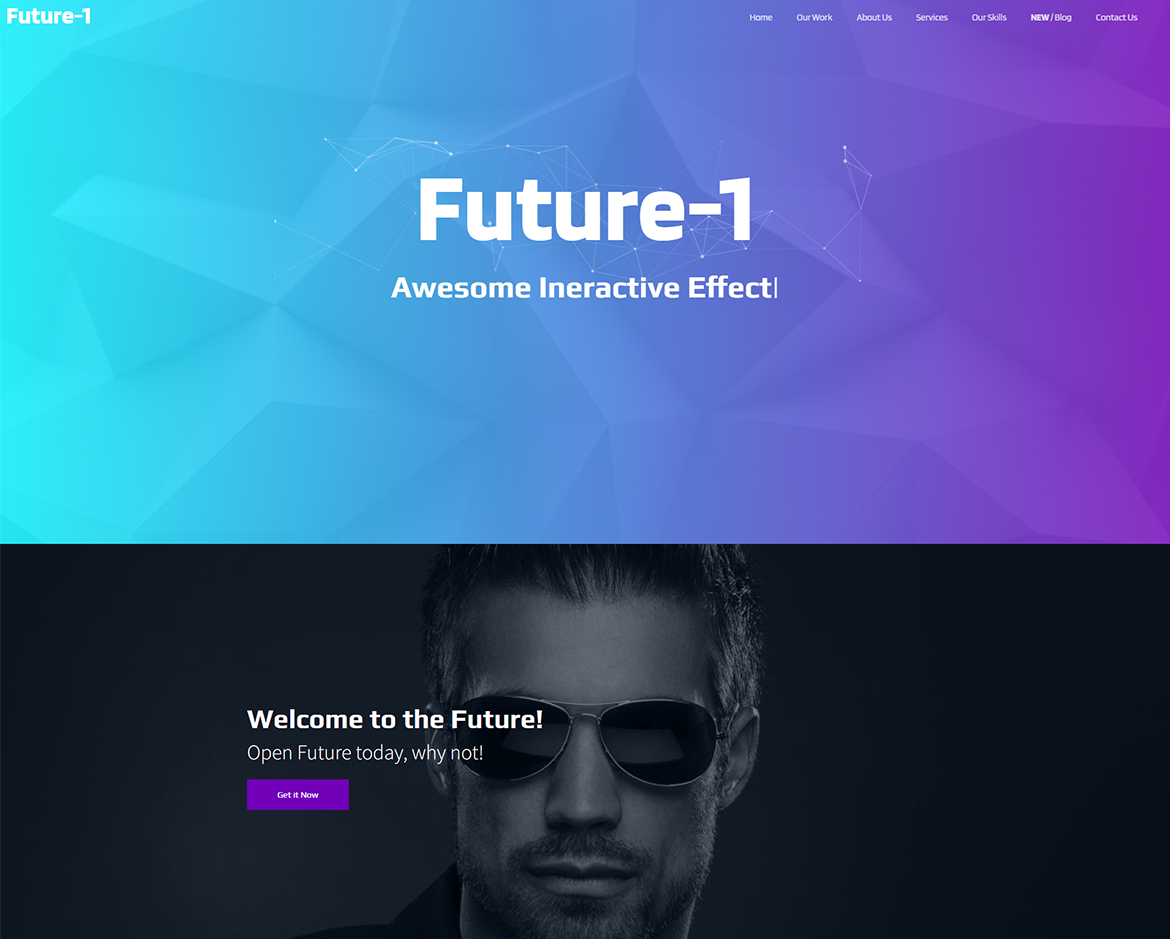 Future-1
Home Our Work About Us Services Our Skills NEW / Blog Contact Us
Future-1
Awesome Ineractive Effect|
Welcome to the Future!
Open Future today, why not!
Get it Now